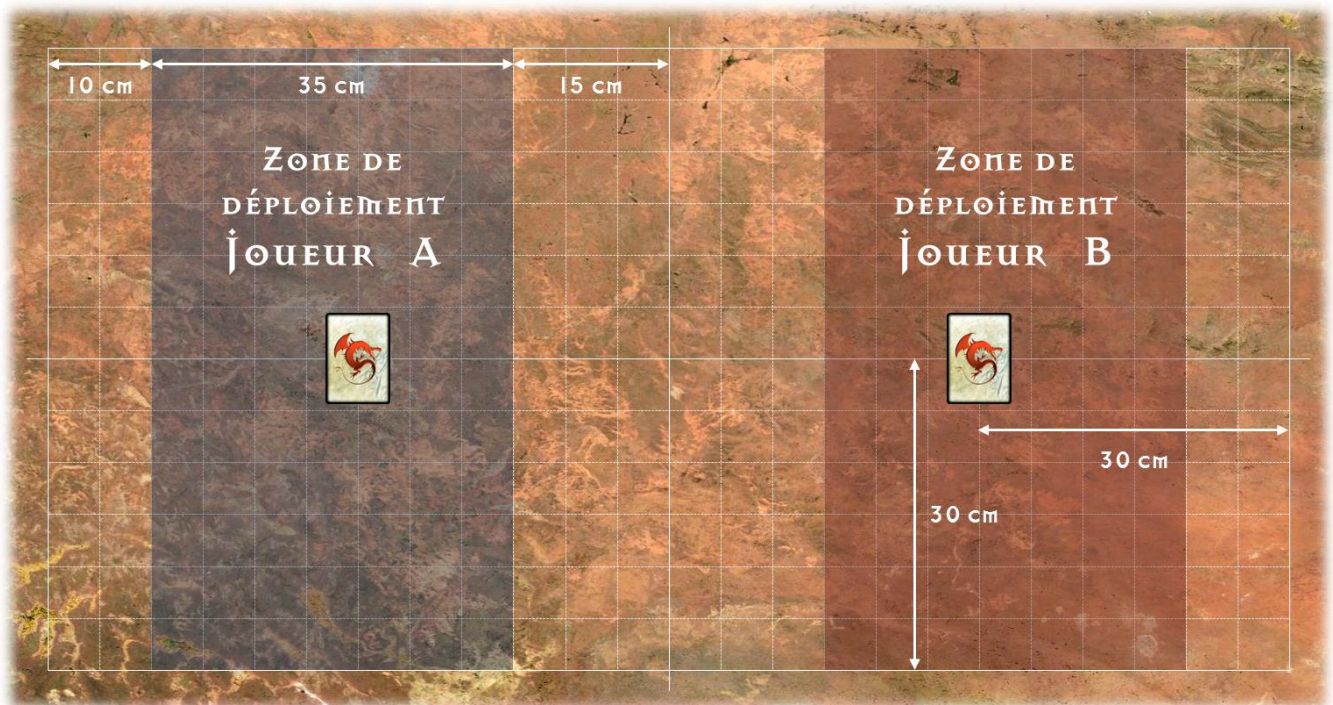 10 cm
35 cm
15 cm
Zone de
déploiement
Joueur A
Zone de
déploiement
Joueur B
30 cm
30 cm